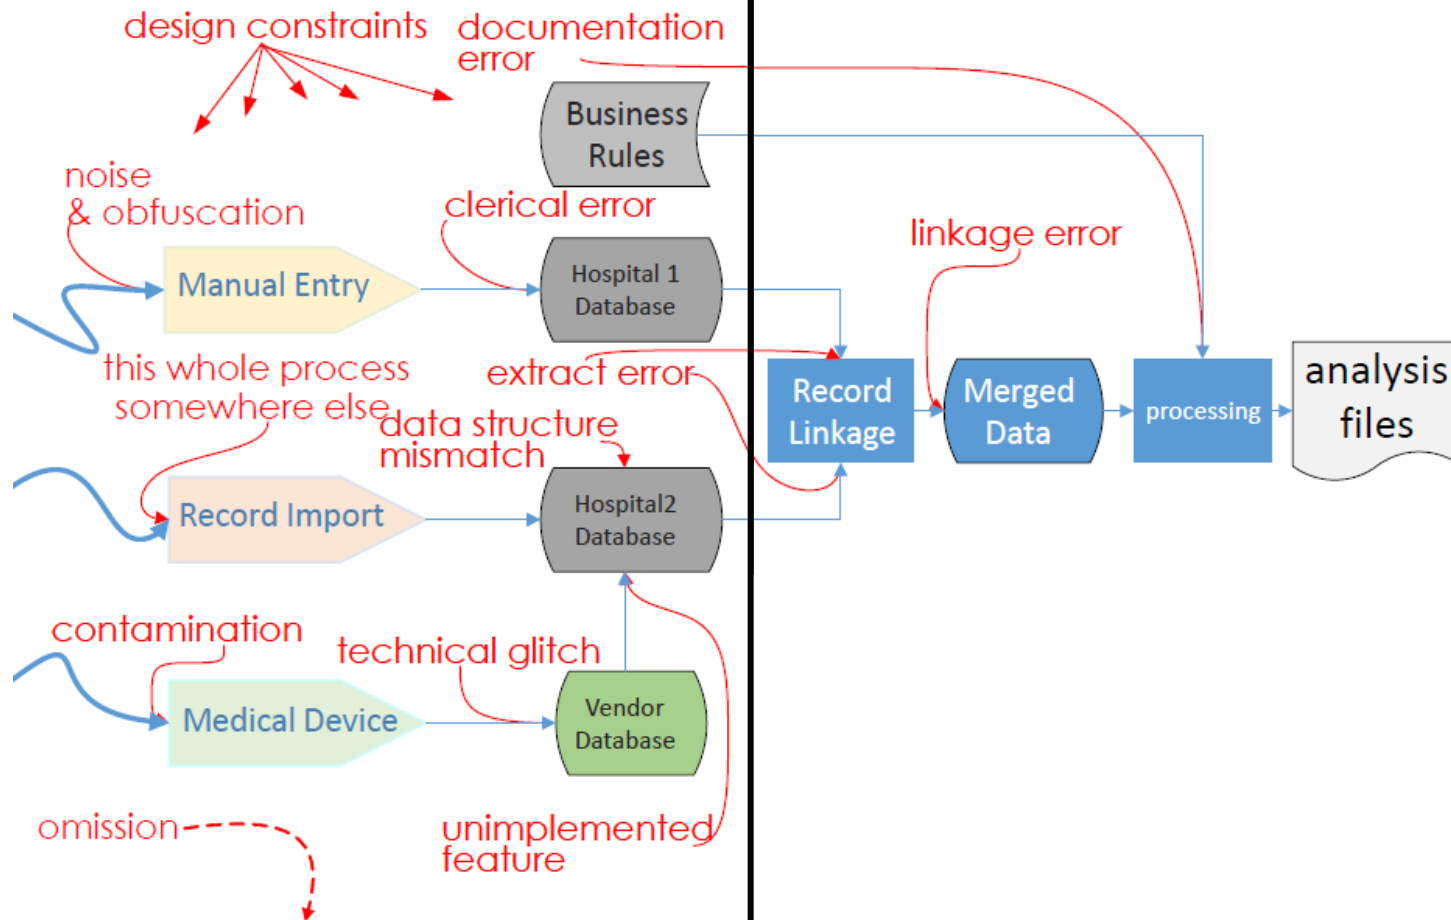 design constraints
documentation
error
Business
Rules
noise
& obfuscation
clerical error
linkage error
Manual Entry
Hospital 1
Database
this whole process
somewhere else
extract error
data structure
mismatch
Record
Linkage
Merged
Data
processing
analysis
files
Record Import
Hospital2
Database
contamination
technical glitch
Medical Device
Vendor
Database
omission
unimplemented
feature